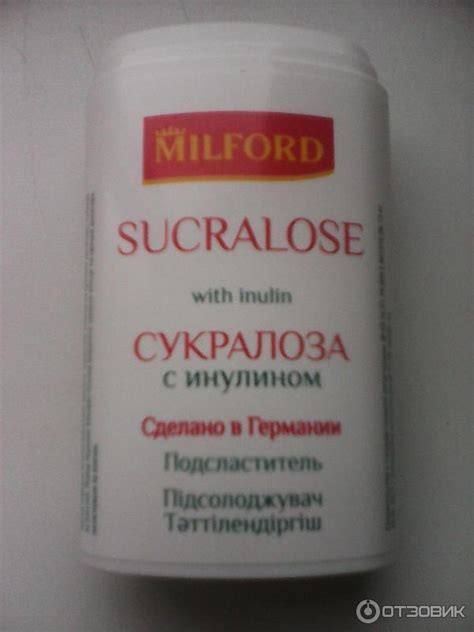 MILFORD
SUCRALOSE
with inulin
СУКРАЛОЗА
с инулином
Сделано в Германии
Подсластитель
Підсолоджувач
Тәттілендіргіш
ОТЗОВИК